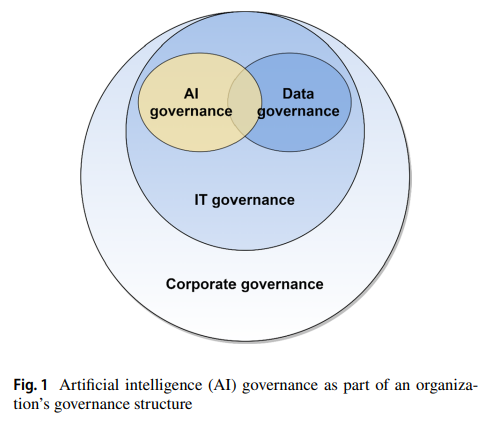 AI Data
governance governance
IT governance
Corporate governance
Fig. 1 Artificial intelligence (AI) governance as part of an organiza-
tion's governance structure